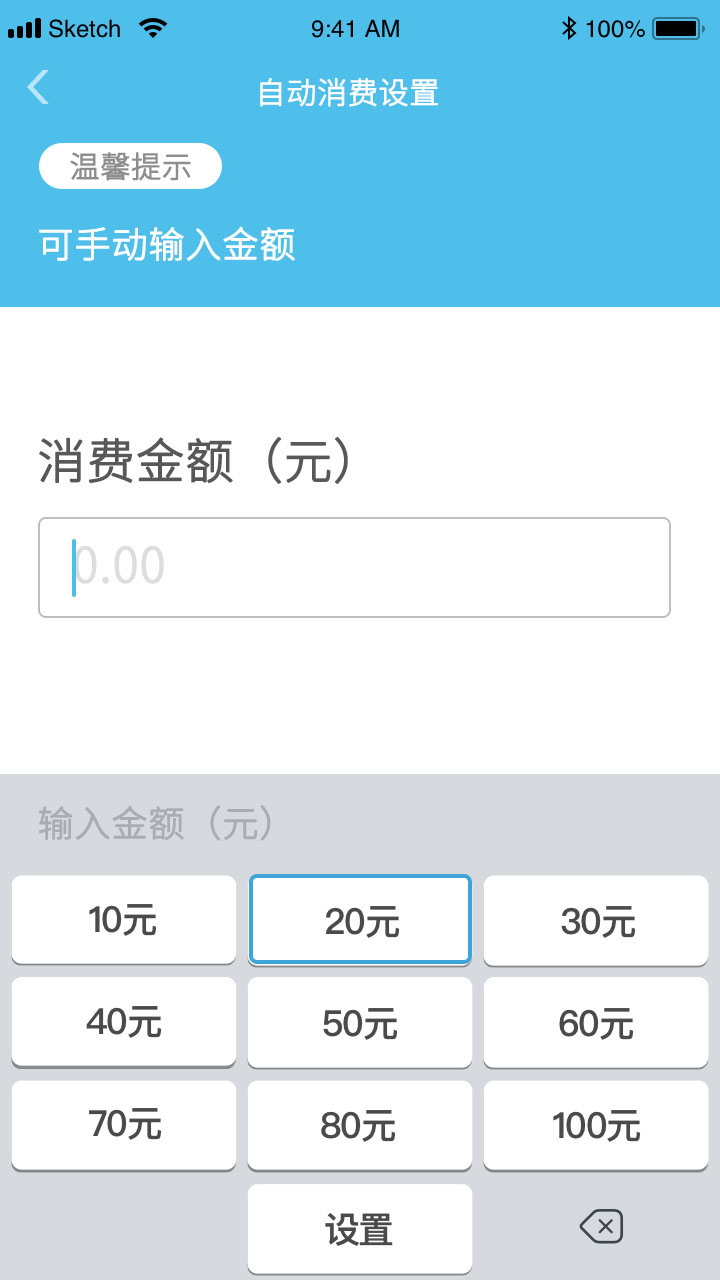 Sketch 9:41 AM 100%
自动消费设置
温馨提示
可手动输入金额
消费金额（元）
0.00
输入金额（元）
10元 20元 30元
40元 50元 60元
70元 80元 100元
设置